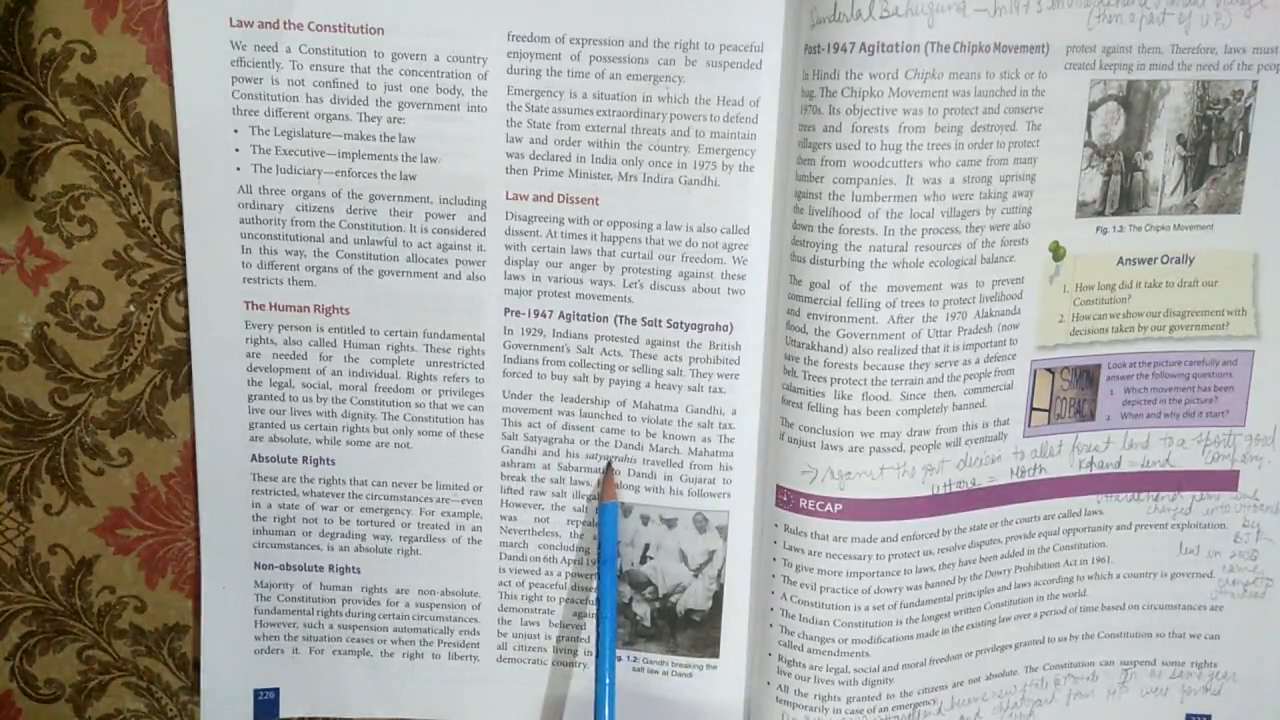 Law and the Constitution
We need a Constitution to govern a country
efficiently. To ensure that the concentration of
power is not confined to just one body, the
Constitution has divided the government into
three different organs. They are:
• The Legislature—makes the law
• The Executive—implements the law
• The Judiciary—enforces the law
All three organs of the government, including
ordinary citizens derive their power and
authority from the Constitution. It is considered
unconstitutional and unlawful to act against it.
In this way, the Constitution allocates power
to different organs of the government and also
restricts them.
The Human Rights
Every person is entitled to certain fundamental
rights, also called Human rights. These rights
are needed for the complete unrestricted
development of an individual. Rights refers to
the legal, social, moral freedom or privileges
granted to us by the Constitution so that we can
live our lives with dignity. The Constitution has
granted us certain rights but only some of these
are absolute, while some are not.
Absolute Rights
These are the rights that can never be limited or
restricted, whatever the circumstances are—even
in a state of war or emergency. For example,
the right not to be tortured or treated in an
inhuman or degrading way, regardless of the
circumstances, is an absolute right.
Non-absolute Rights
Majority of human rights are non-absolute.
The Constitution provides for a suspension of
fundamental rights during certain circumstances.
However, such a suspension automatically ends
when the situation ceases or when the President
orders it. For example, the right to liberty,
226
freedom of expression and the right to peaceful
enjoyment of possessions can be suspended
during the time of an emergency.
Emergency is a situation in which the Head of
the State assumes extraordinary powers to defend
the State from external threats and to maintain
law and order within the country. Emergency
was declared in India only once in 1975 by the
then Prime Minister, Mrs Indira Gandhi.
Law and Dissent
Disagreeing with or opposing a law is also called
dissent. At times it happens that we do not agree
with certain laws that curtail our freedom. We
display our anger by protesting against these
laws in various ways. Let's discuss about two
major protest movements.
Pre-1947 Agitation (The Salt Satyagraha)
In 1929, Indians protested against the British
Government's Salt Acts. These acts prohibited
Indians from collecting or selling salt. They were
forced to buy salt by paying a heavy salt tax.
Under the leadership of Mahatma Gandhi, a
movement was launched to violate the salt tax.
This act of dissent came to be known as The
Salt Satyagraha or the Dandi March. Mahatma
Gandhi and his satyagrahis travelled from his
ashram at Sabarmati to Dandi in Gujarat to
break the salt laws, along with his followers
lifted raw salt illegal
However, the salt
was not repeale
Nevertheless, the
march concluding
Dandi on 6th April 19
is viewed as a powerf
act of peaceful dissen
This right to peaceful
demonstrate again
the laws believed
be unjust is granted
all citizens living in
democratic country.
1.2: Gandhi breaking the
salt law at Dandi
Sunderlal Bahuguna
(then a part of U.P.)
Post-1947 Agitation (The Chipko Movement)
In Hindi the word Chipko means to stick or to
hug. The Chipko Movement was launched in the
1970s. Its objective was to protect and conserve
trees and forests from being destroyed. The
villagers used to hug the trees in order to protect
them from woodcutters who came from many
lumber companies. It was a strong uprising
against the lumbermen who were taking away
the livelihood of the local villagers by cutting
down the forests. In the process, they were also
destroying the natural resources of the forests
thus disturbing the whole ecological balance.
The goal of the movement was to prevent
commercial felling of trees to protect livelihood
and environment. After the 1970 Alaknanda
flood, the Government of Uttar Pradesh (now
Uttarakhand) also realized that it is important to
save the forests because they serve as a defence
belt. Trees protect the terrain and the people from
calamities like flood. Since then, commercial
forest felling has been completely banned.
The conclusion we may draw from this is that
if unjust laws are passed, people will eventually
protest against them. Therefore, laws must
created keeping in mind the need of the peop
Fig. 1.3: The Chipko Movement
Answer Orally
1. How long did it take to draft our
Constitution?
2. How can we show our disagreement with
decisions taken by our government?
SIMON
GO BACK
Look at the picture carefully and
answer the following questions.
1. Which movement has been
depicted in the picture?
2. When and why did it start?
→ Against the govt decision to allot forest land to a sports good
company.
Uttara = North Khand = land
RECAP
• Rules that are made and enforced by the state or the courts are called laws.
• Laws are necessary to protect us, resolve disputes, provide equal opportunity and prevent exploitation.
• To give more importance to laws, they have been added in the Constitution.
• The evil practice of dowry was banned by the Dowry Prohibition Act in 1961.
• A Constitution is a set of fundamental principles and laws according to which a country is governed.
• The Indian Constitution is the longest written Constitution in the world.
• The changes or modifications made in the existing law over a period of time based on circumstances are
called amendments.
• Rights are legal, social and moral freedom or privileges granted to us by the Constitution so that we can
live our lives with dignity.
• All the rights granted to the citizens are not absolute. The Constitution can suspend some rights
temporarily in case of an emergency.